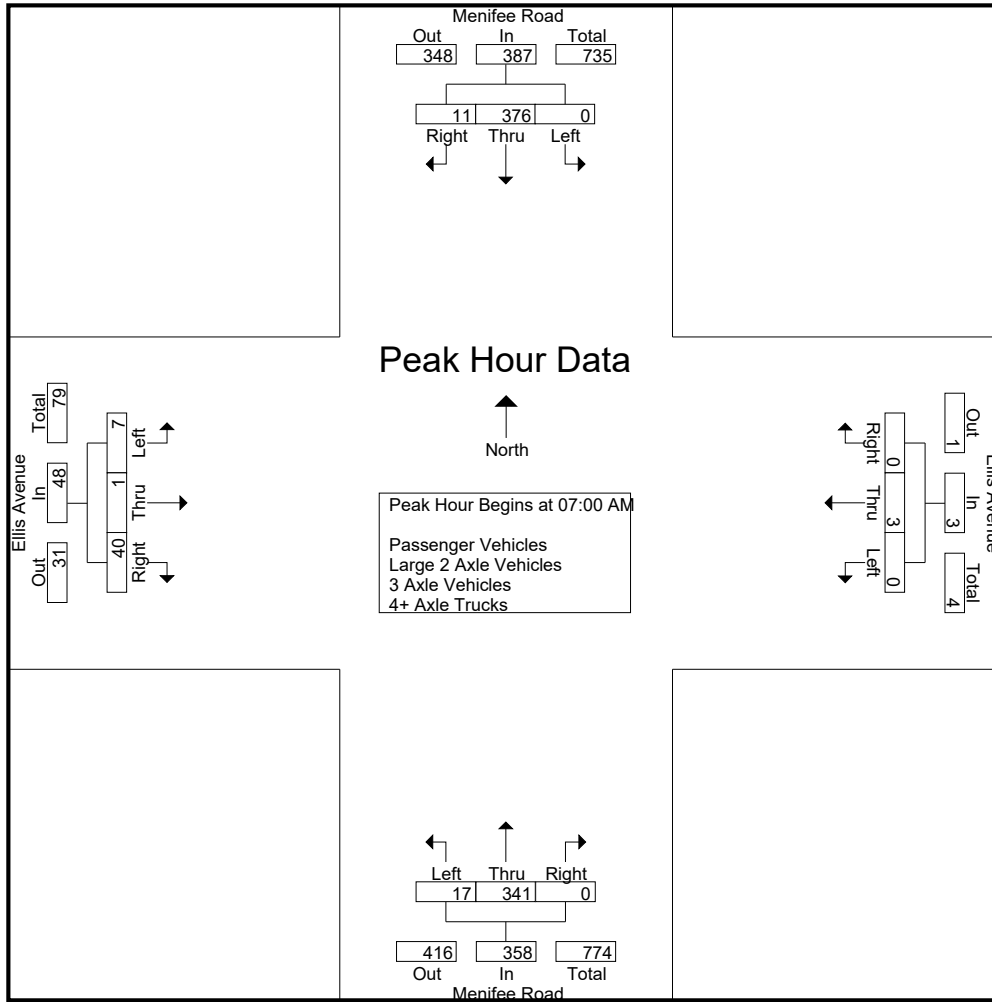 Menifee Road
Out In Total
348 387 735
11 376 0
Right Thru Left
Peak Hour Data
North
Peak Hour Begins at 07:00 AM
Passenger Vehicles
Large 2 Axle Vehicles
3 Axle Vehicles
4+ Axle Trucks
Ellis Avenue
Total In Out
79 48 31
7 1 40
Left Thru Right
Ellis Avenue
Out In Total
1 3 4
0 3 0
Right Thru Left
Left Thru Right
17 341 0
416 358 774
Out In Total
Menifee Road